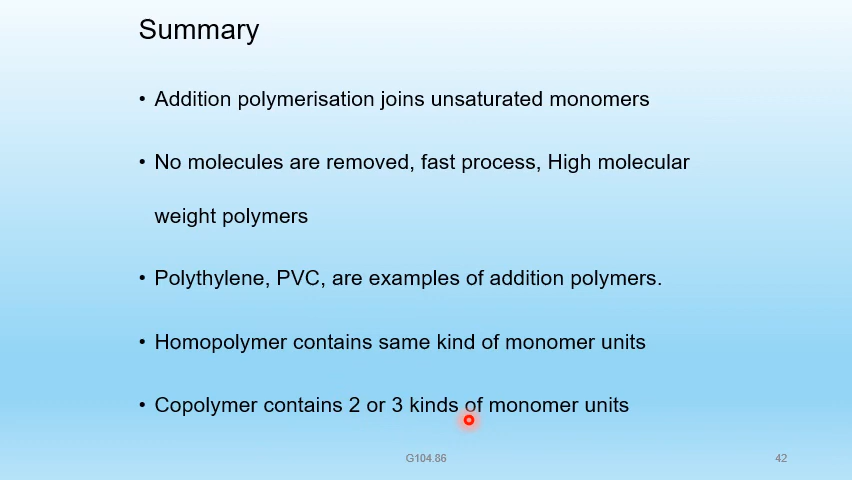 Summary
• Addition polymerisation joins unsaturated monomers
• No molecules are removed, fast process, High molecular
weight polymers
• Polythylene, PVC, are examples of addition polymers.
• Homopolymer contains same kind of monomer units
• Copolymer contains 2 or 3 kinds of monomer units
G104.86
42